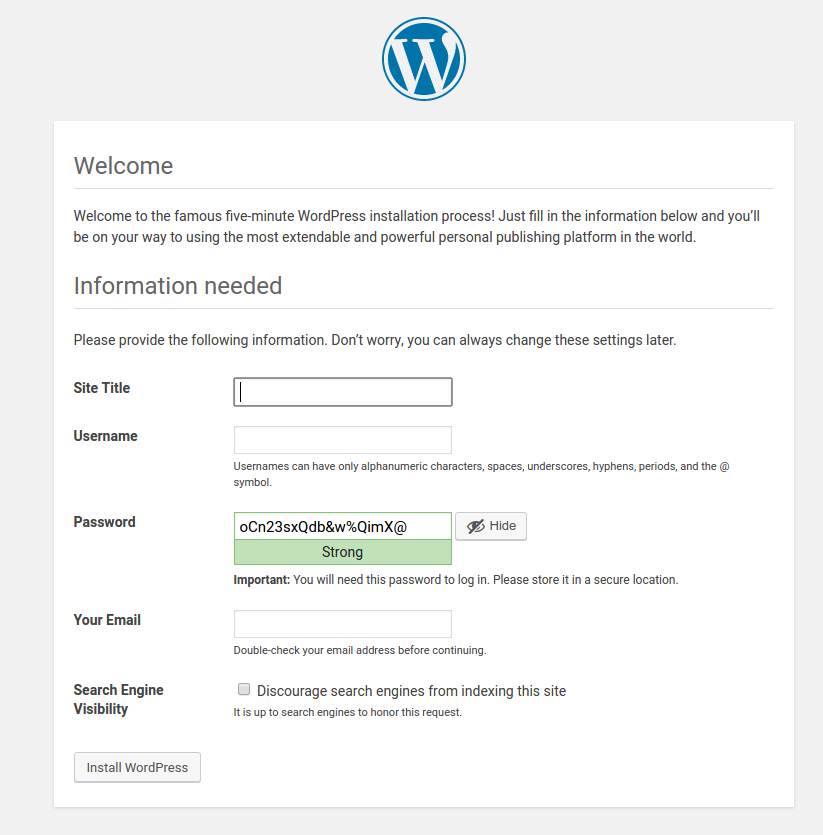 W
Welcome
Welcome to the famous five-minute WordPress installation process! Just fill in the information below and you’ll
be on your way to using the most extendable and powerful personal publishing platform in the world.
Information needed
Please provide the following information. Don’t worry, you can always change these settings later.
Site Title
Username
Usernames can have only alphanumeric characters, spaces, underscores, hyphens, periods, and the @
symbol.
Password
oCn23sxQdb&w%QimX@
Hide
Strong
Important: You will need this password to log in. Please store it in a secure location.
Your Email
Double-check your email address before continuing.
Search Engine
Visibility
Discourage search engines from indexing this site
It is up to search engines to honor this request.
Install WordPress